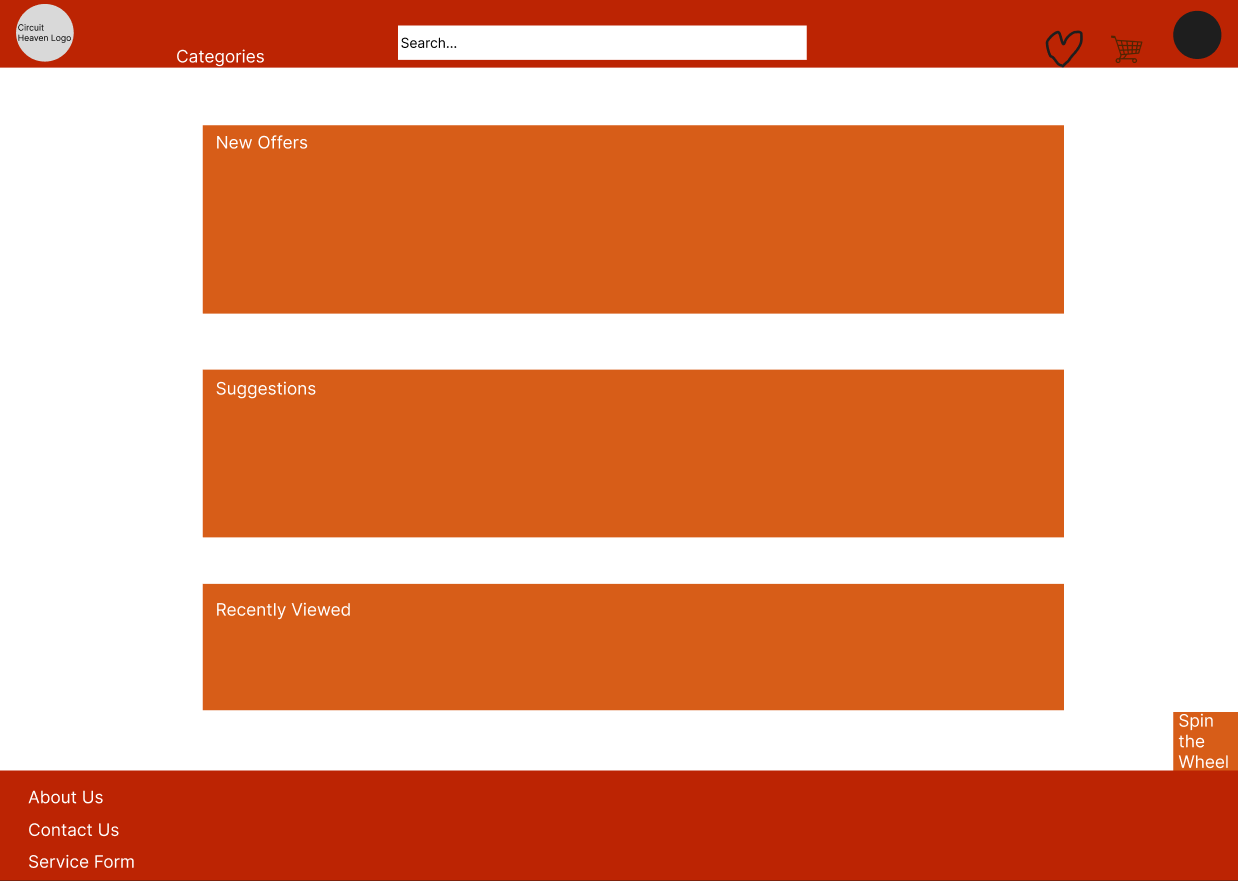 Circuit
Heaven Logo
Categories
Search...
New Offers
Suggestions
Recently Viewed
Spin
the
Wheel
About Us
Contact Us
Service Form